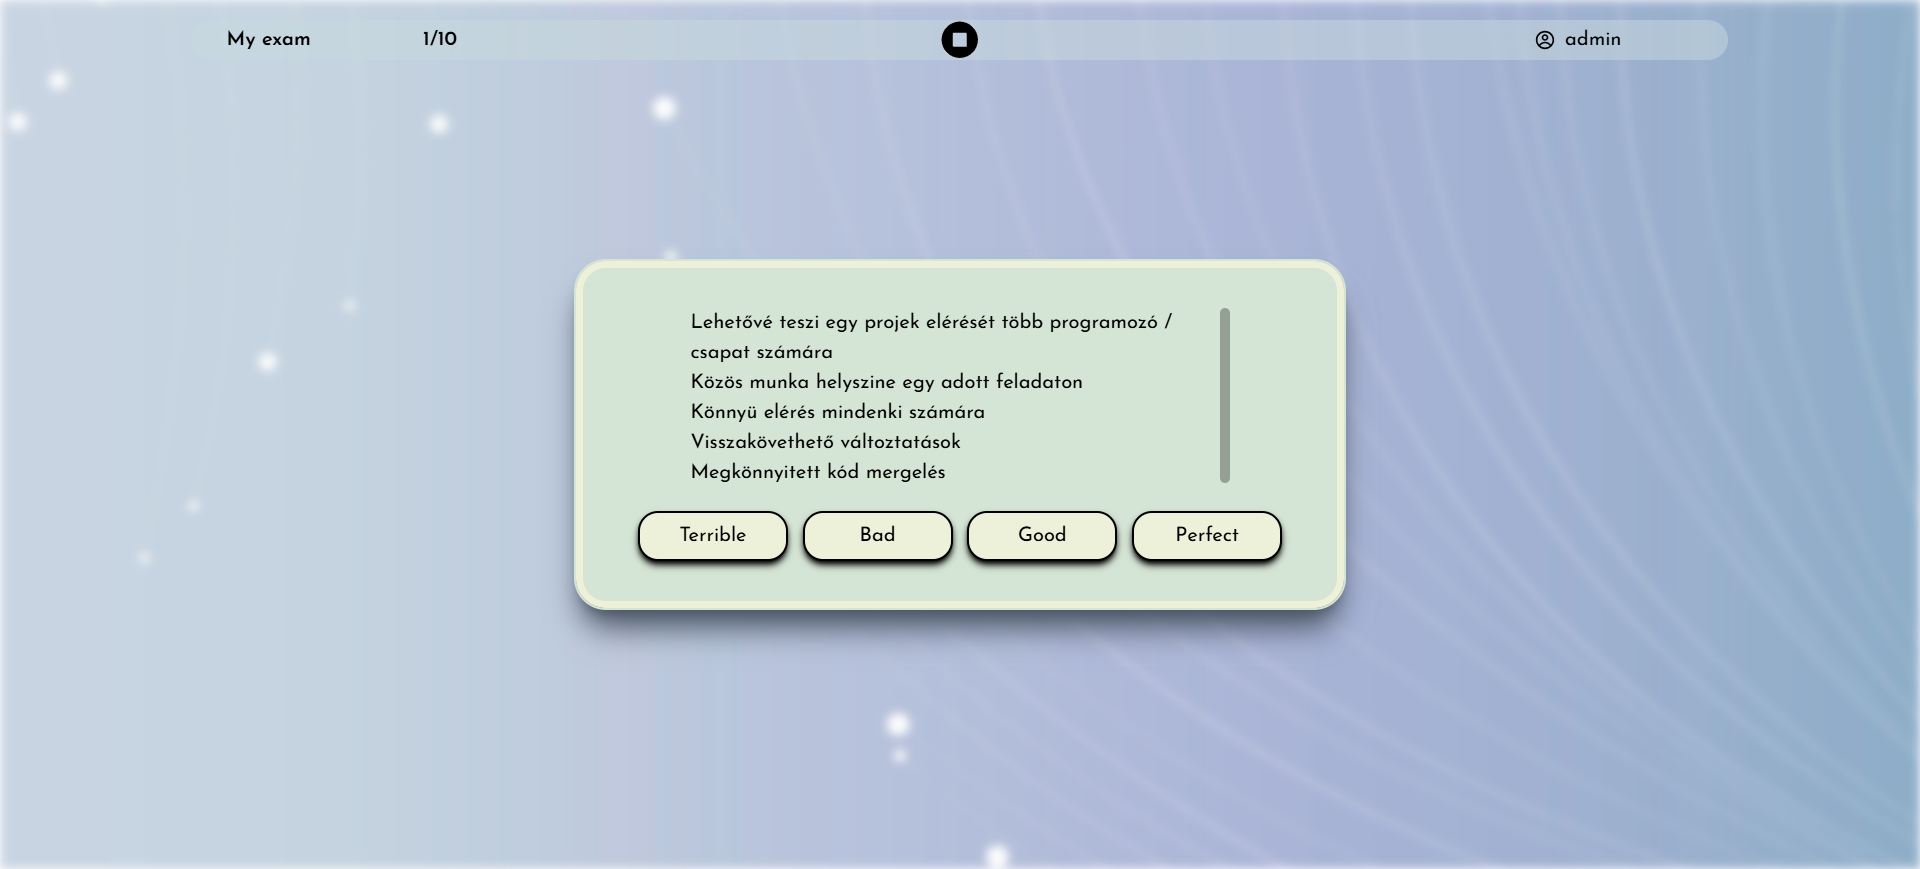 My exam
1/10
admin
Lehetővé teszi egy projek elérését több programozó /
csapat számára
Közös munka helyszine egy adott feladaton
Könnyü elérés mindenki számára
Visszakövethető változtatások
Megkönnyitett kód mergelés
Terrible
Bad
Good
Perfect